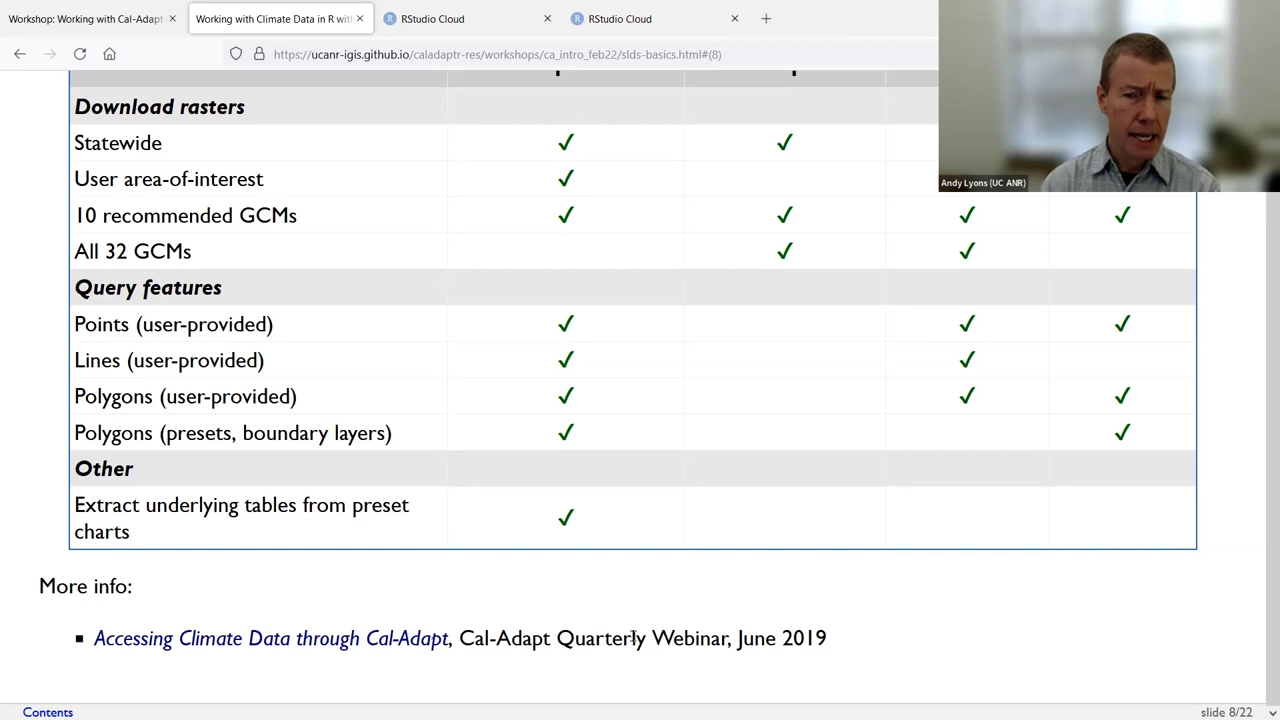 Workshop: Working with Cal-Adapt
Working with Climate Data in R with
RStudio Cloud
RStudio Cloud
https://ucanr-igis.github.io/caladaptr-res/workshops/ca_intro_feb22/slds-basics.html#(8)
Andy Lyons (UC ANR)
Download rasters
Statewide ✓ ✓
User area-of-interest ✓
10 recommended GCMs ✓ ✓ ✓ ✓
All 32 GCMs ✓ ✓
Query features
Points (user-provided) ✓ ✓ ✓
Lines (user-provided) ✓ ✓
Polygons (user-provided) ✓ ✓ ✓
Polygons (presets, boundary layers) ✓ ✓
Other
Extract underlying tables from preset
charts ✓
More info:
▪ Accessing Climate Data through Cal-Adapt, Cal-Adapt Quarterly Webinar, June 2019
Contents
slide 8/22